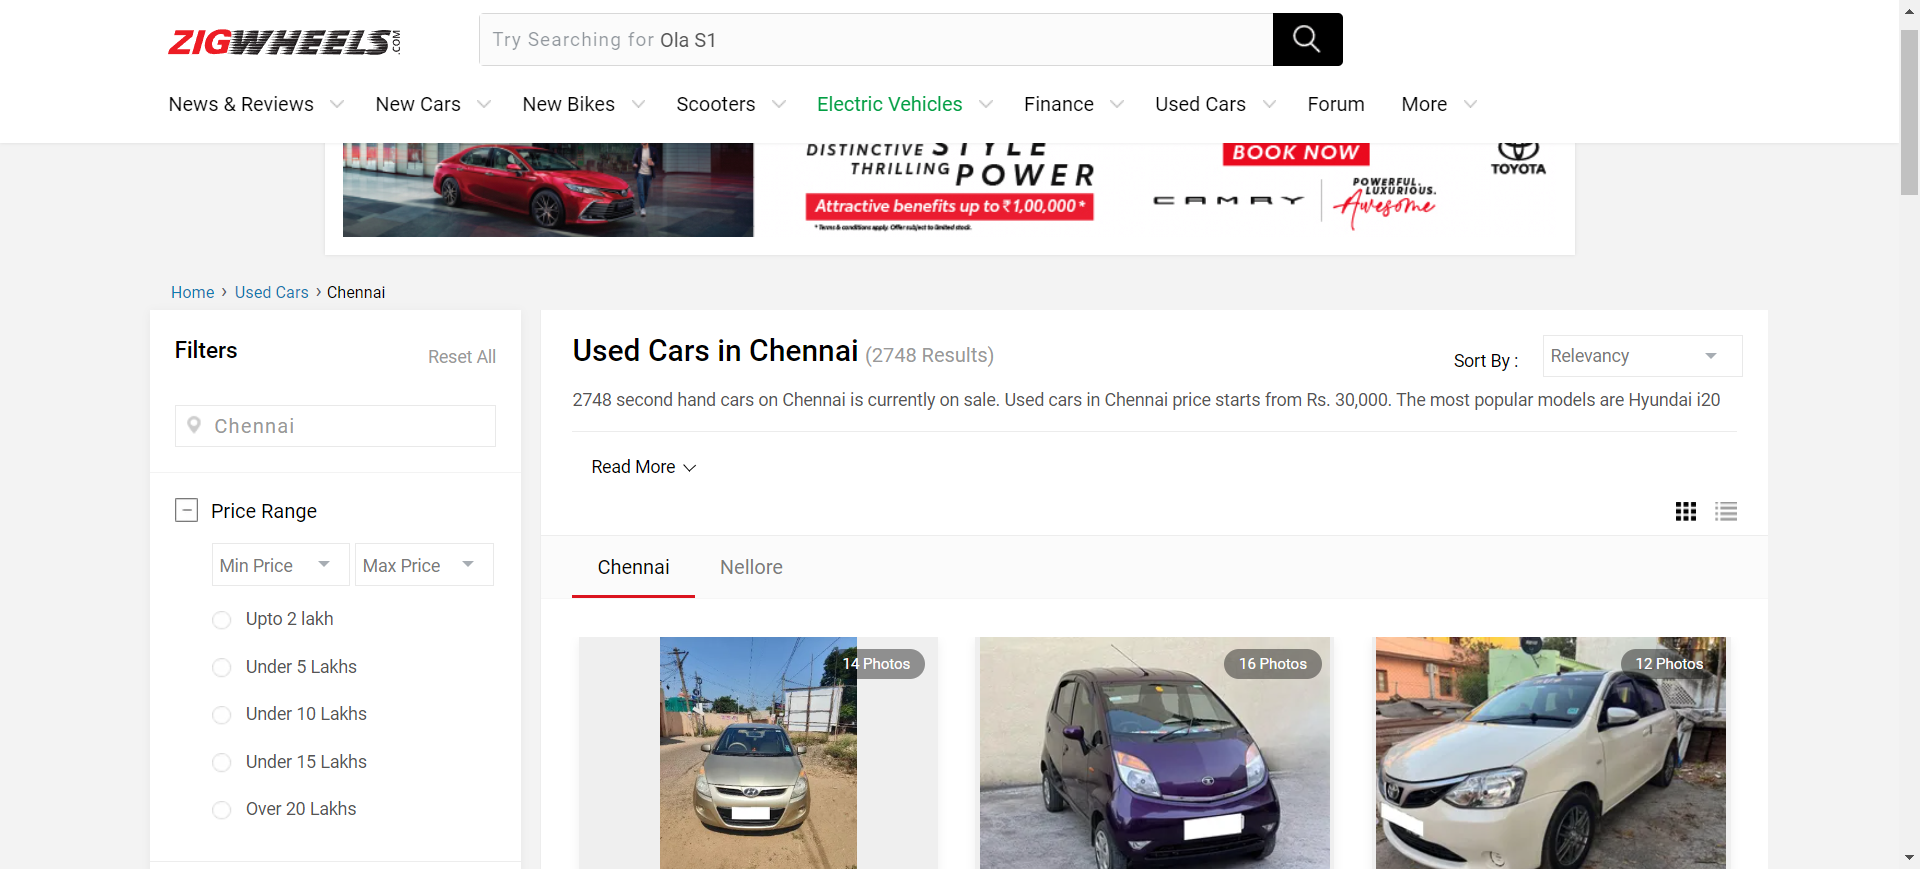 ZIGWHEELS.COM
Try Searching for Ola S1
News & Reviews New Cars New Bikes Scooters Electric Vehicles Finance Used Cars Forum More
DISTINCTIVE STYLE
THRILLING POWER
Attractive benefits up to ₹1,00,000*
*Terms & conditions apply. Offer subject to limited stock.
BOOK NOW
CAMRY
POWERFUL.
LUXURIOUS.
Awesome
TOYOTA
Home › Used Cars › Chennai
Filters
Reset All
Chennai
Price Range
Min Price
Max Price
Upto 2 lakh
Under 5 Lakhs
Under 10 Lakhs
Under 15 Lakhs
Over 20 Lakhs
Used Cars in Chennai (2748 Results)
Sort By :
Relevancy
2748 second hand cars on Chennai is currently on sale. Used cars in Chennai price starts from Rs. 30,000. The most popular models are Hyundai i20
Read More
Chennai
Nellore
14 Photos
16 Photos
12 Photos